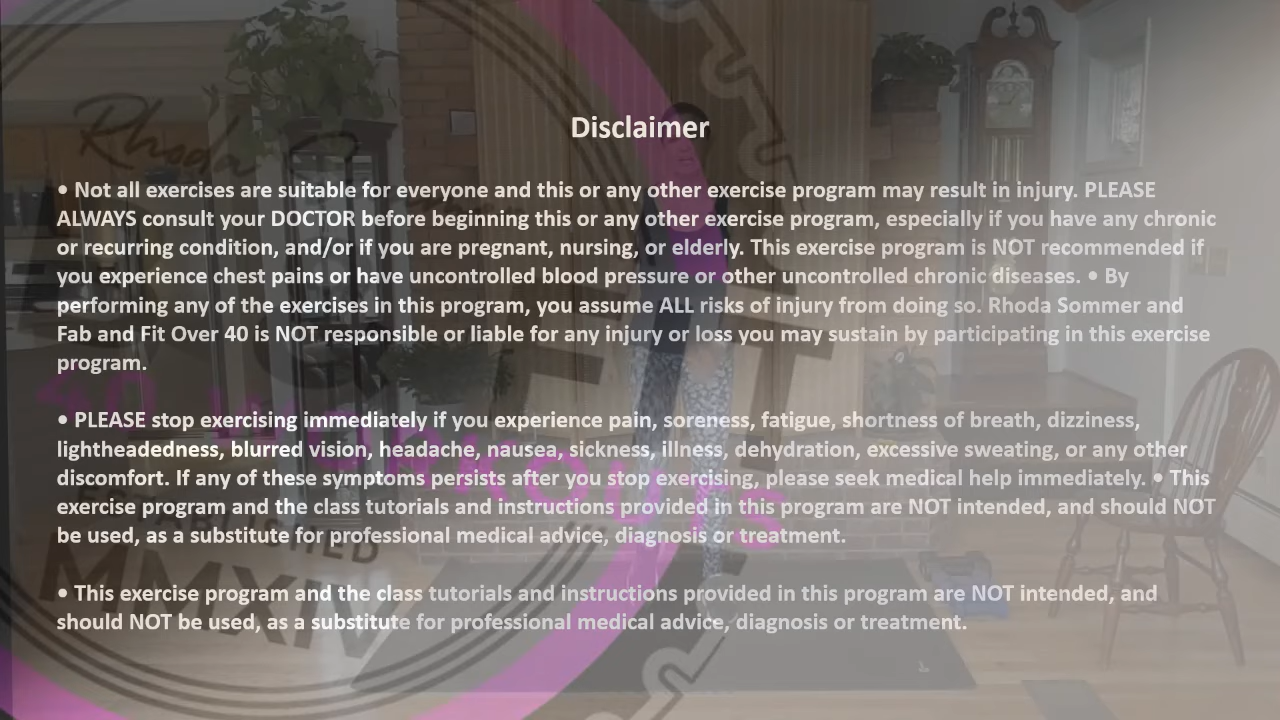 Disclaimer
• Not all exercises are suitable for everyone and this or any other exercise program may result in injury. PLEASE
ALWAYS consult your DOCTOR before beginning this or any other exercise program, especially if you have any chronic
or recurring condition, and/or if you are pregnant, nursing, or elderly. This exercise program is NOT recommended if
you experience chest pains or have uncontrolled blood pressure or other uncontrolled chronic diseases. • By
performing any of the exercises in this program, you assume ALL risks of injury from doing so. Rhoda Sommer and
Fab and Fit Over 40 is NOT responsible or liable for any injury or loss you may sustain by participating in this exercise
program.
• PLEASE stop exercising immediately if you experience pain, soreness, fatigue, shortness of breath, dizziness,
lightheadedness, blurred vision, headache, nausea, sickness, illness, dehydration, excessive sweating, or any other
discomfort. If any of these symptoms persists after you stop exercising, please seek medical help immediately. • This
exercise program and the class tutorials and instructions provided in this program are NOT intended, and should NOT
be used, as a substitute for professional medical advice, diagnosis or treatment.
• This exercise program and the class tutorials and instructions provided in this program are NOT intended, and
should NOT be used, as a substitute for professional medical advice, diagnosis or treatment.
Rhoda
FIT
WORKOUTS
ESTABLISHED
MMXIV